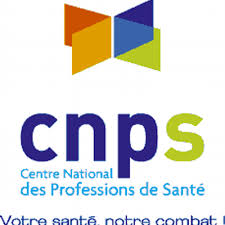 cnps
Centre National
des Professions de Santé
Votre santé, notre combat !